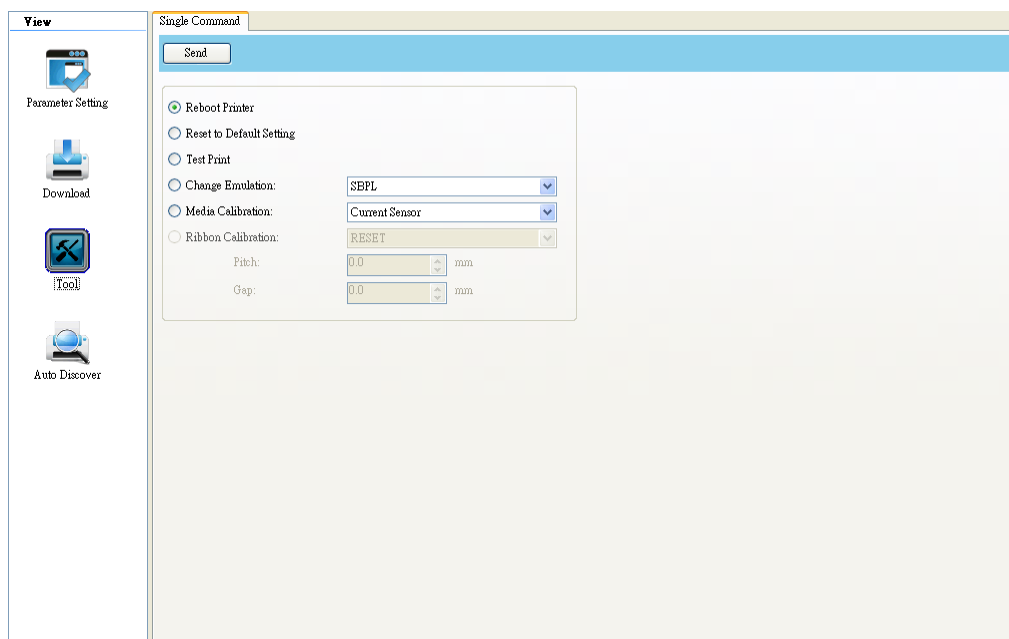 View
Parameter Setting
Download
Tool
Auto Discover
Single Command
Send
Reboot Printer
Reset to Default Setting
Test Print
Change Emulation: SBPL
Media Calibration: Current Sensor
Ribbon Calibration: RESET
Pitch: 0.0 mm
Gap: 0.0 mm